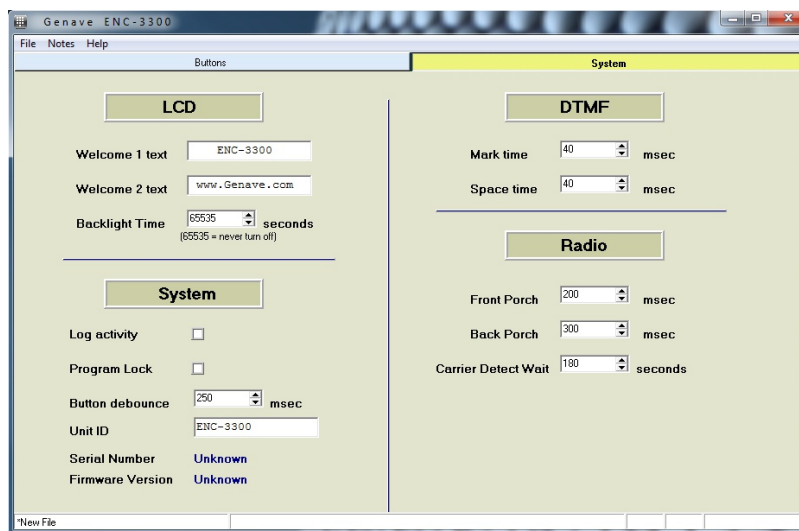 Genave ENC-3300
File Notes Help
Buttons
System
LCD
Welcome 1 text ENC-3300
Welcome 2 text www.Genave.com
Backlight Time 65535 seconds
(65535 = never turn off)
System
Log activity
Program Lock
Button debounce 250 msec
Unit ID ENC-3300
Serial Number Unknown
Firmware Version Unknown
DTMF
Mark time 40 msec
Space time 40 msec
Radio
Front Porch 200 msec
Back Porch 300 msec
Carrier Detect Wait 180 seconds
*New File